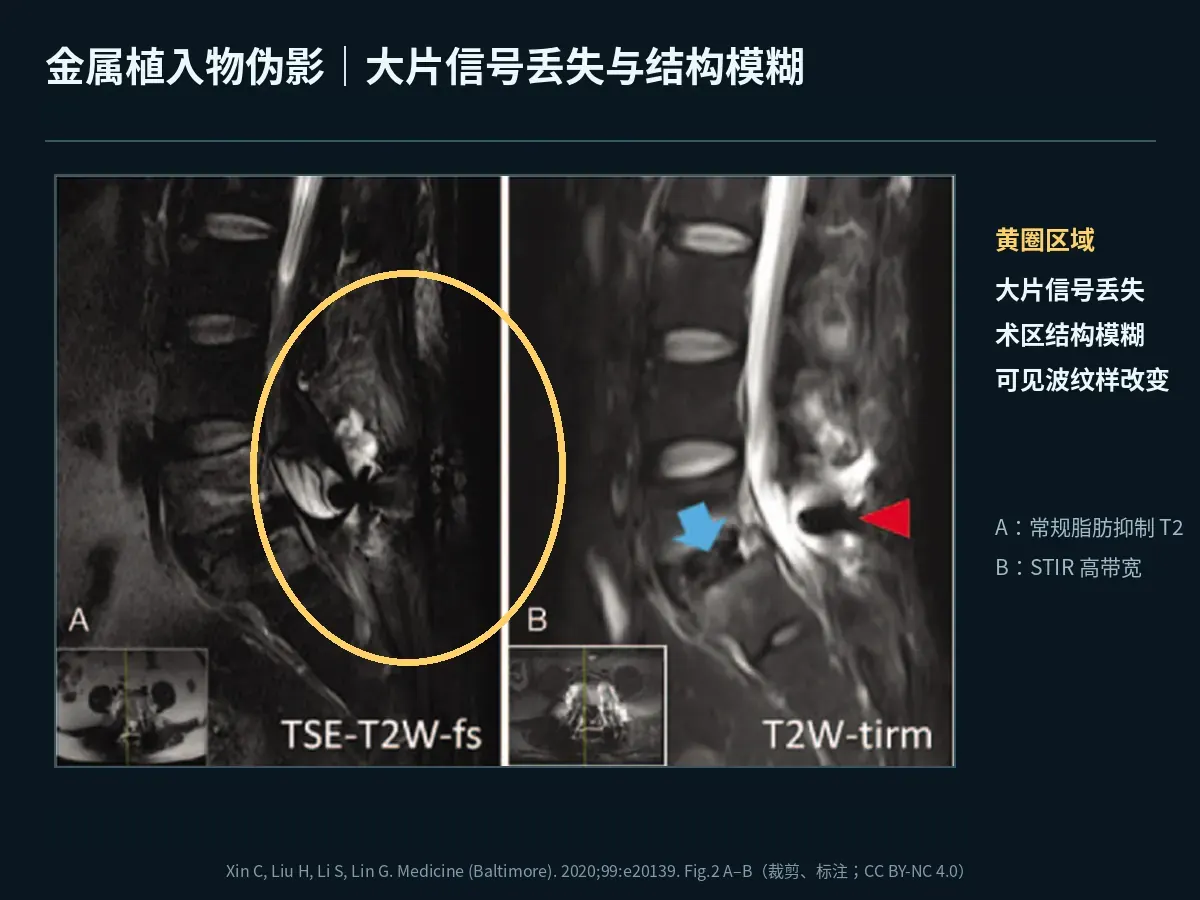 金属植入物伪影｜大片信号丢失与结构模糊
黄圈区域
大片信号丢失
术区结构模糊
可见波纹样改变
A：常规脂肪抑制 T2
B：STIR 高带宽
A
B
TSE-T2W-fs
T2W-tirm
Xin C, Liu H, Li S, Lin G. Medicine (Baltimore). 2020;99:e20139. Fig.2 A–B（裁剪、标注；CC BY-NC 4.0）